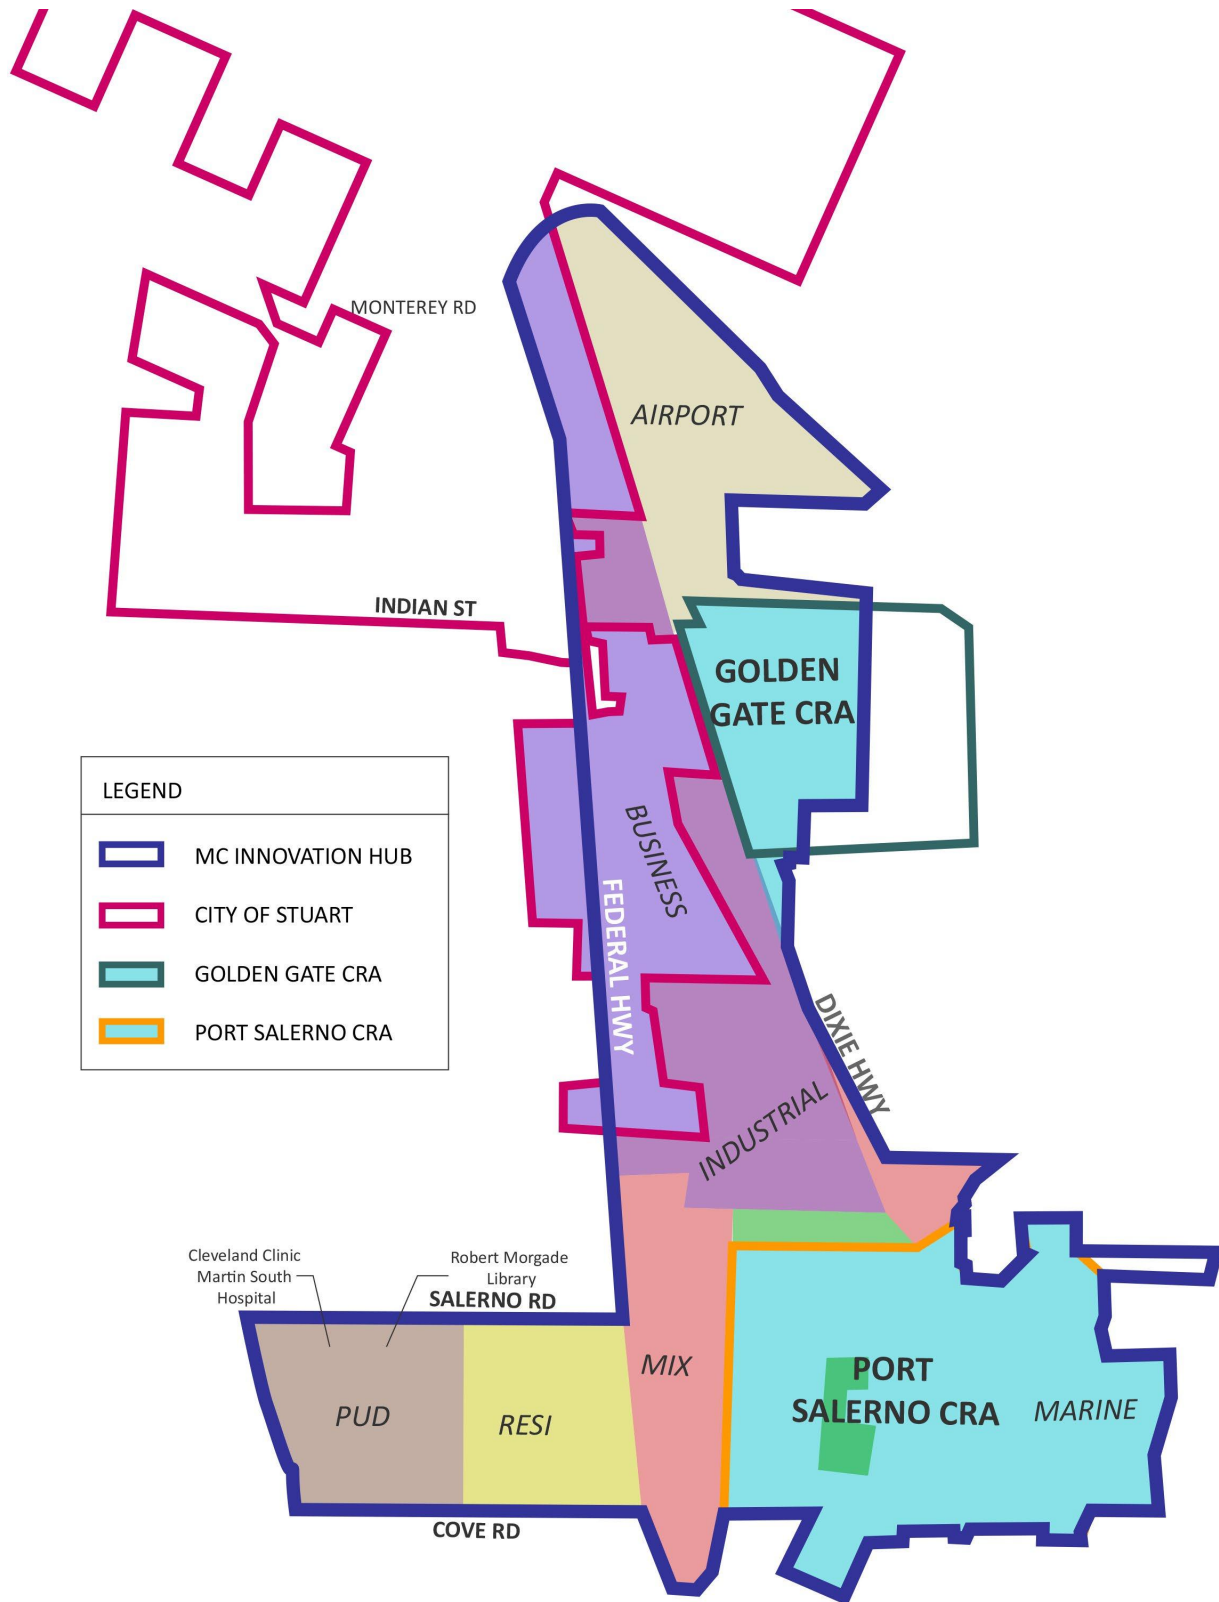 MONTEREY RD
AIRPORT
INDIAN ST
GOLDEN
GATE CRA
LEGEND
MC INNOVATION HUB
CITY OF STUART
GOLDEN GATE CRA
PORT SALERNO CRA
BUSINESS
FEDERAL HWY
DIXIE HWY
INDUSTRIAL
Cleveland Clinic
Martin South
Hospital
Robert Morgade
Library
SALERNO RD
MIX
PORT
SALERNO CRA
MARINE
PUD
RESI
COVE RD